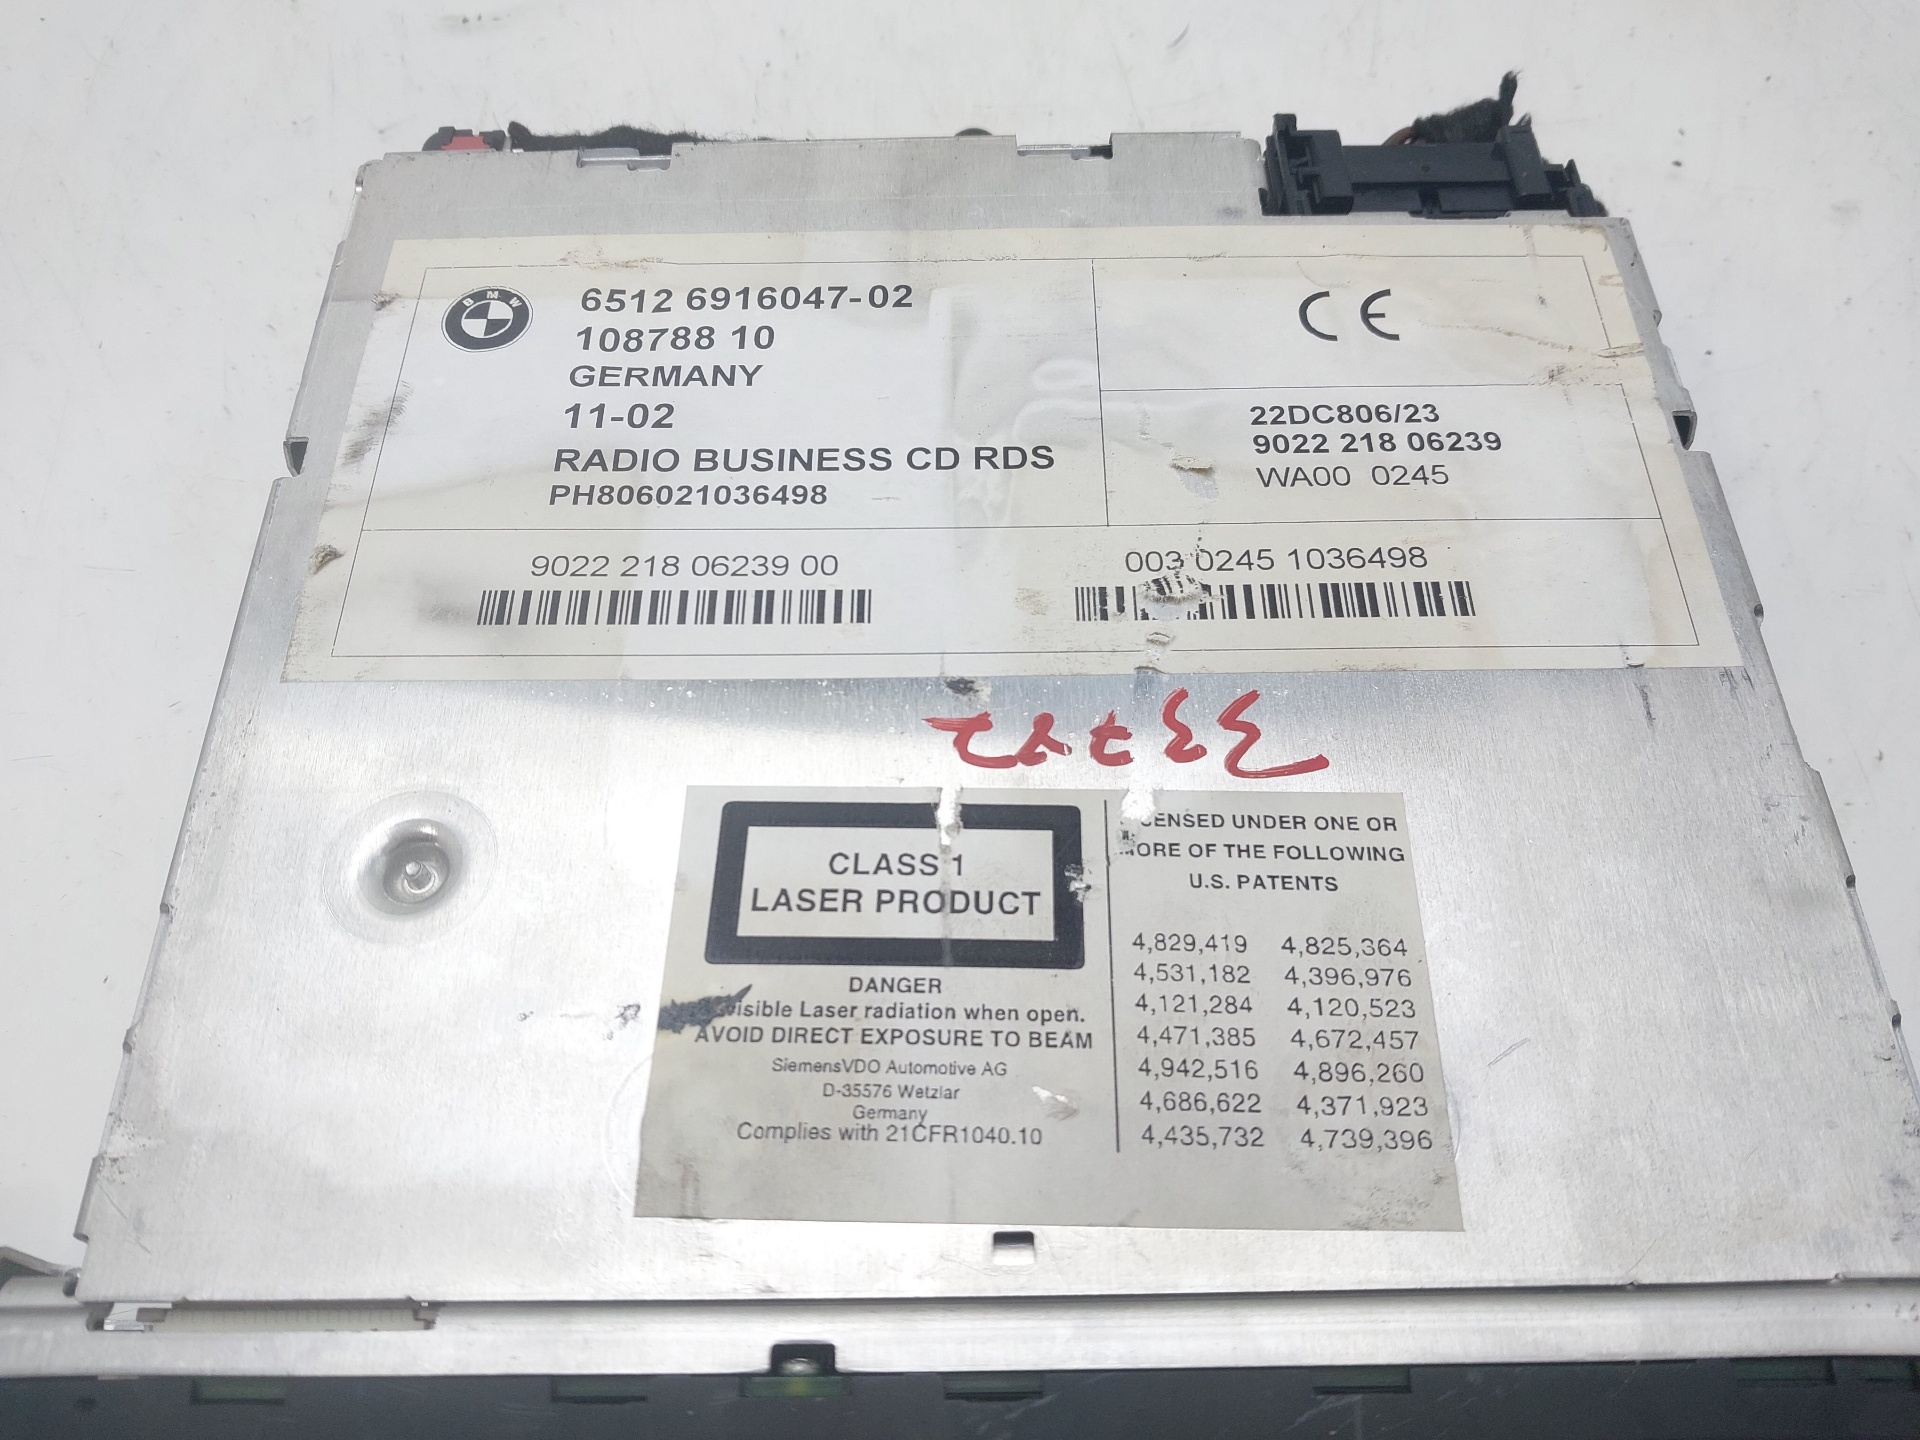 BMW
6512 6916047-02
108788 10
GERMANY
11-02
RADIO BUSINESS CD RDS
PH806021036498
CE
22DC806/23
9022 218 06239
WA00 0245
9022 218 06239 00
003 0245 1036498
CLASS 1
LASER PRODUCT
DANGER
visible Laser radiation when open.
AVOID DIRECT EXPOSURE TO BEAM
SiemensVDO Automotive AG
D-35576 Wetzlar
Germany
Complies with 21CFR1040.10
CENSED UNDER ONE OR
MORE OF THE FOLLOWING
U.S. PATENTS
4,829,419 4,825,364
4,531,182 4,396,976
4,121,284 4,120,523
4,471,385 4,672,457
4,942,516 4,896,260
4,686,622 4,371,923
4,435,732 4,739,396